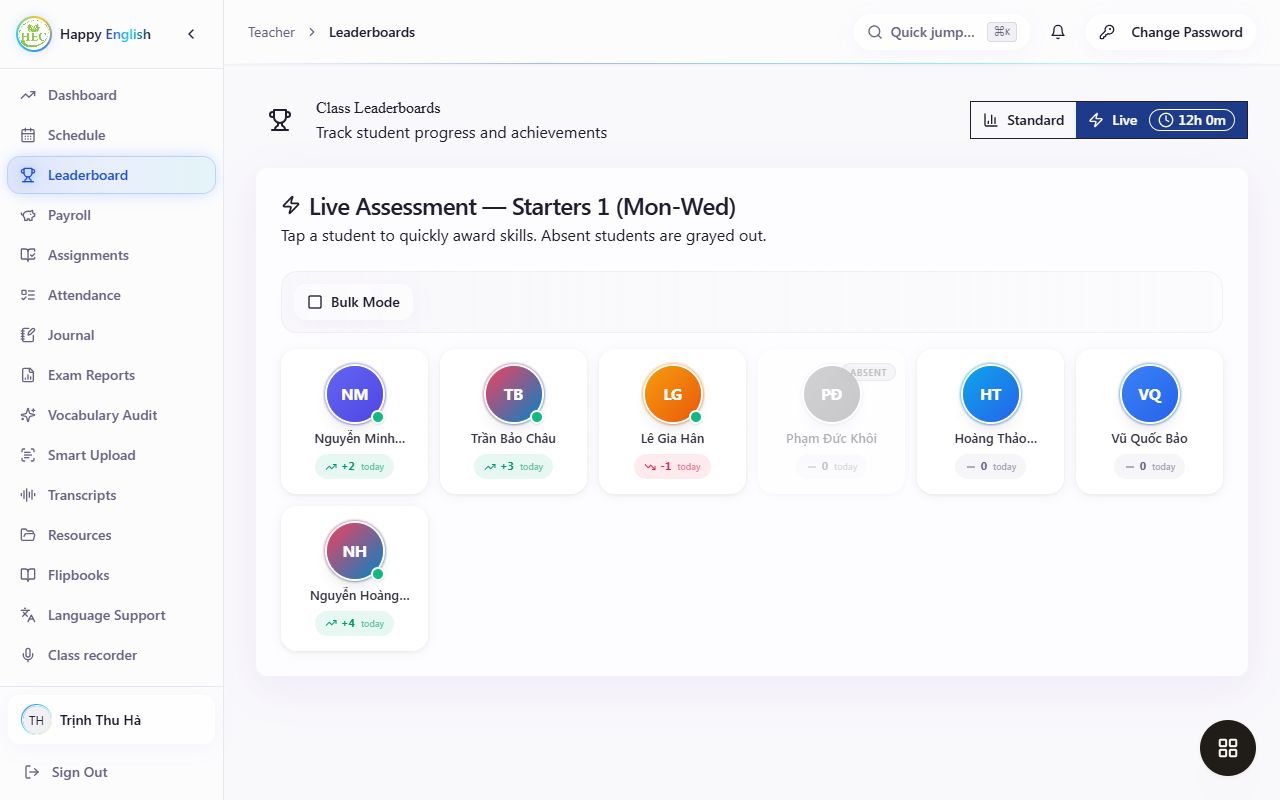 HEC
Happy English
Dashboard
Schedule
Leaderboard
Payroll
Assignments
Attendance
Journal
Exam Reports
Vocabulary Audit
Smart Upload
Transcripts
Resources
Flipbooks
Language Support
Class recorder
TH
Trịnh Thu Hà
Sign Out
Teacher
Leaderboards
Quick jump...
⌘K
Change Password
Class Leaderboards
Track student progress and achievements
Standard
Live
12h 0m
Live Assessment — Starters 1 (Mon-Wed)
Tap a student to quickly award skills. Absent students are grayed out.
Bulk Mode
NM
Nguyễn Minh...
+2 today
TB
Trần Bảo Châu
+3 today
LG
Lê Gia Hân
-1 today
ABSENT
PĐ
Phạm Đức Khôi
0 today
HT
Hoàng Thảo...
0 today
VQ
Vũ Quốc Bảo
0 today
NH
Nguyễn Hoàng...
+4 today